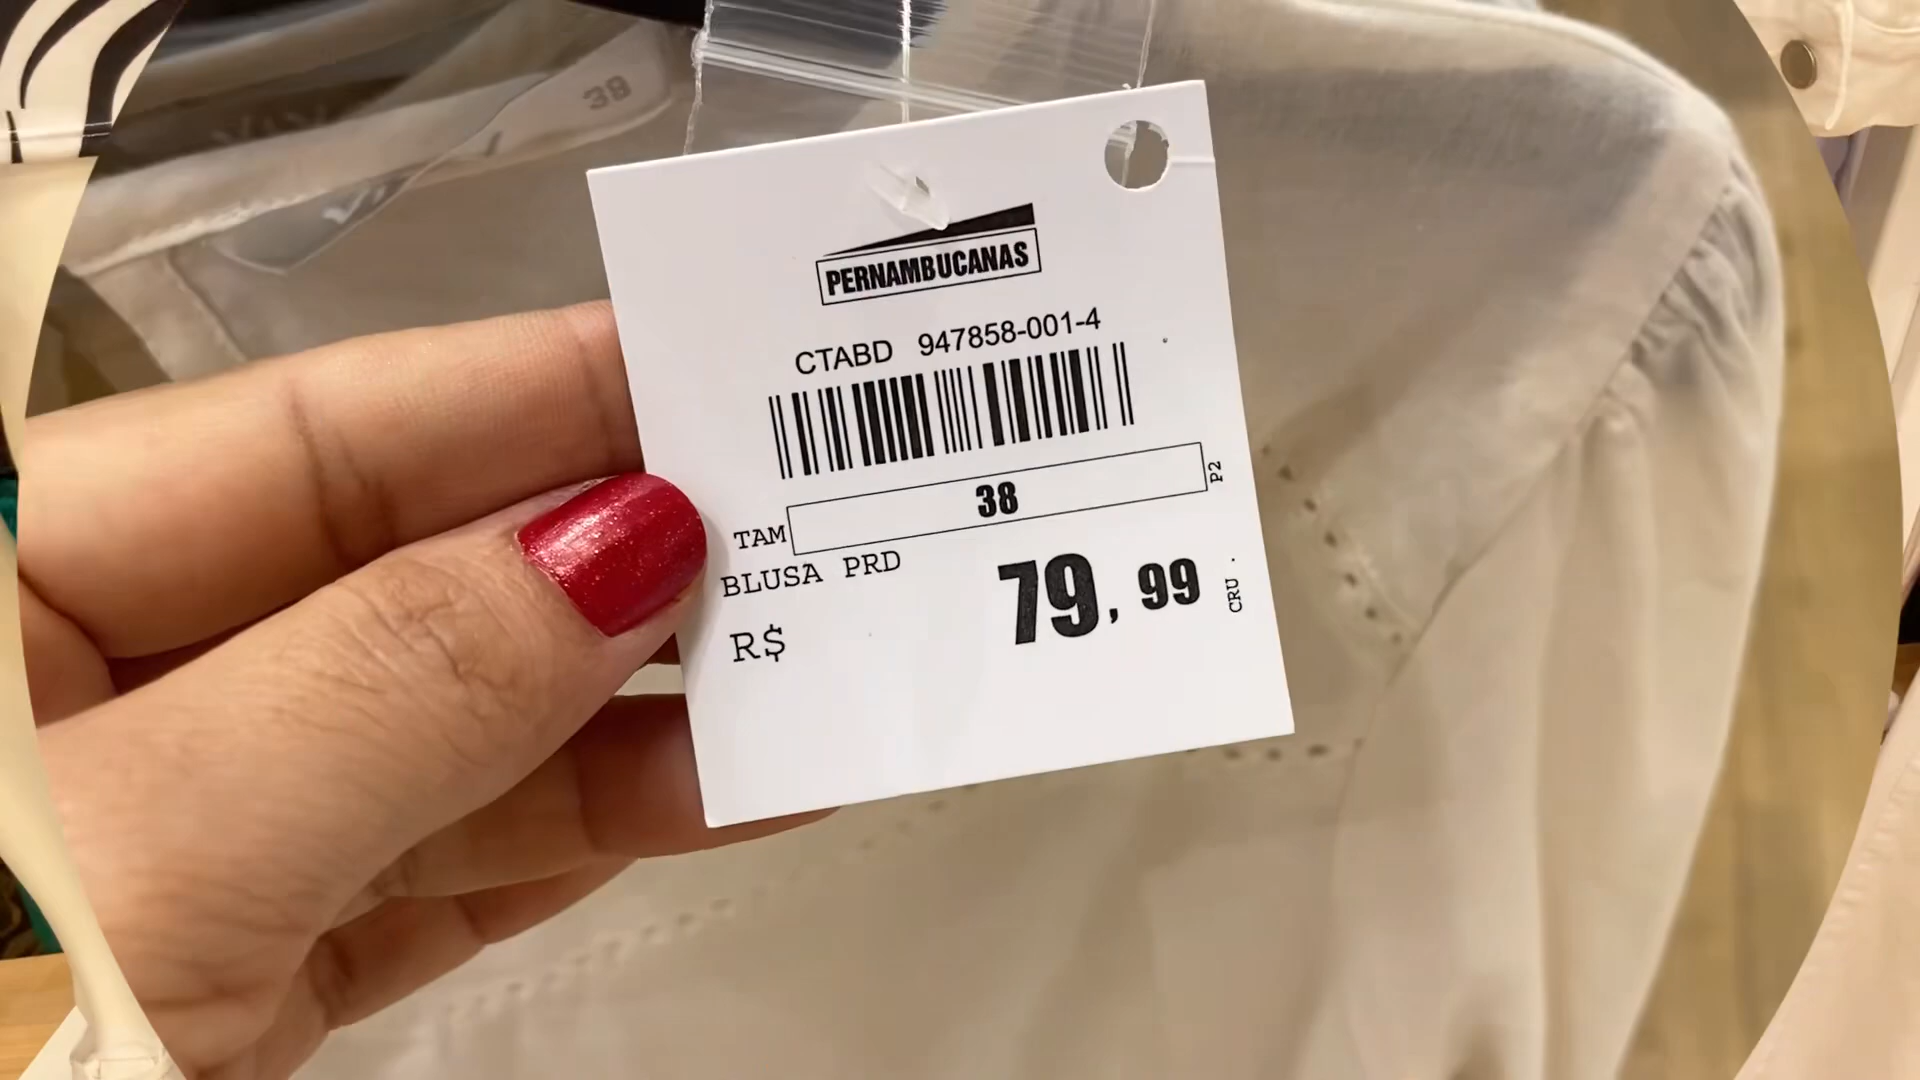 38
PERNAMBUCANAS
CTABD 947858-001-4
TAM 38 P2
BLUSA PRD
R$ 79,99 CRU